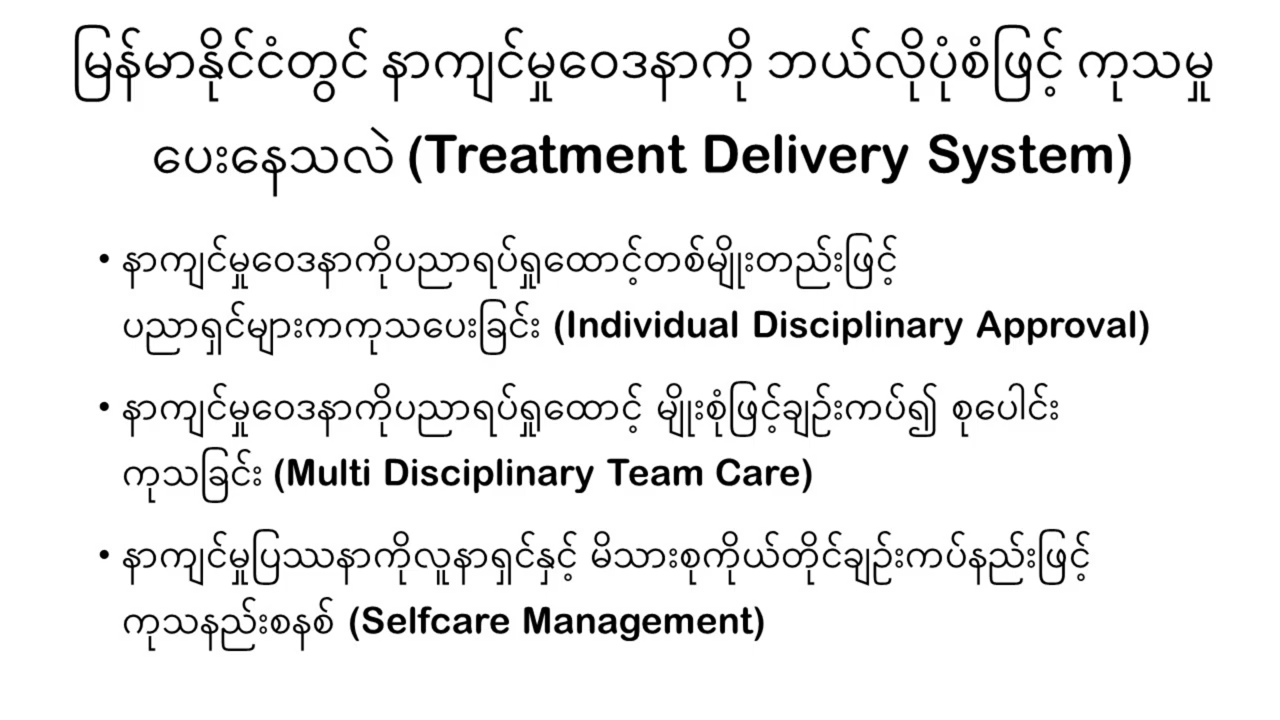 မြန်မာနိုင်ငံတွင် နာကျင်မှုဝေဒနာကို ဘယ်လိုပုံစံဖြင့် ကုသမှု
ပေးနေသလဲ (Treatment Delivery System)
• နာကျင်မှုဝေဒနာကိုပညာရပ်ရှုထောင့်တစ်မျိုးတည်းဖြင့်
ပညာရှင်များကကုသပေးခြင်း (Individual Disciplinary Approval)
• နာကျင်မှုဝေဒနာကိုပညာရပ်ရှုထောင့် မျိုးစုံဖြင့်ချဉ်းကပ်၍ စုပေါင်း
ကုသခြင်း (Multi Disciplinary Team Care)
• နာကျင်မှုပြဿနာကိုလူနာရှင်နှင့် မိသားစုကိုယ်တိုင်ချဉ်းကပ်နည်းဖြင့်
ကုသနည်းစနစ် (Selfcare Management)